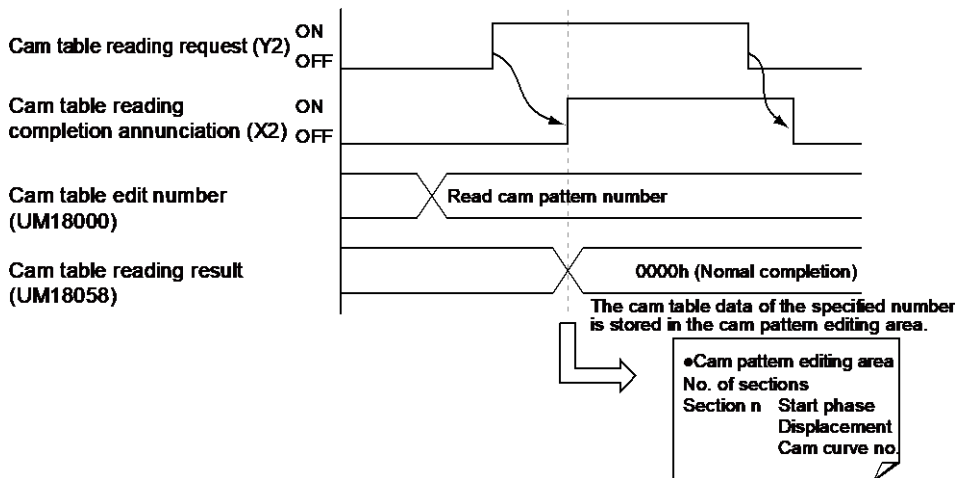 Cam table reading request (Y2)
ON
OFF
Cam table reading
completion annunciation (X2)
ON
OFF
Cam table edit number
(UM18000)
Read cam pattern number
Cam table reading result
(UM18058)
0000h (Nomal completion)
The cam table data of the specified number
is stored in the cam pattern editing area.
●Cam pattern editing area
No. of sections
Section n Start phase
Displacement
Cam curve no.